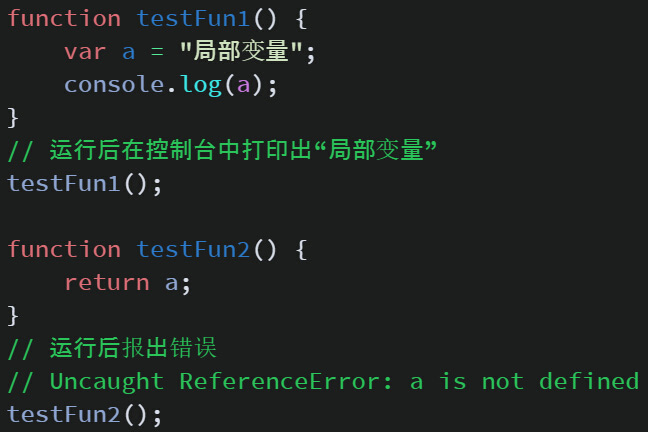 function testFun1() {
    var a = "局部变量";
    console.log(a);
}
// 运行后在控制台中打印出“局部变量”
testFun1();

function testFun2() {
    return a;
}
// 运行后报出错误
// Uncaught ReferenceError: a is not defined
testFun2();